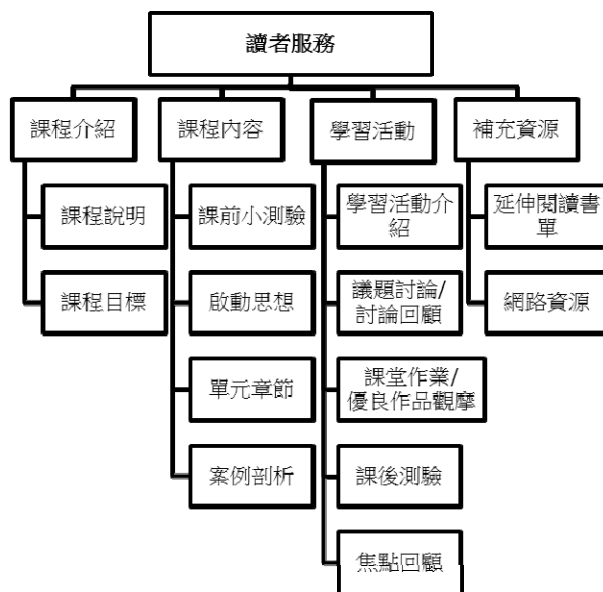 讀者服務
課程介紹
課程說明
課程目標
課程內容
課前小測驗
啟動思想
單元章節
案例剖析
學習活動
學習活動介
紹
議題討論/
討論回顧
課堂作業/
優良作品觀摩
課後測驗
焦點回顧
補充資源
延伸閱讀書
單
網路資源